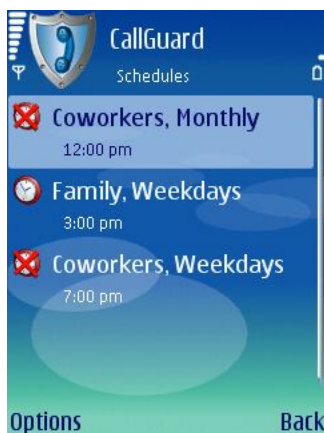 CallGuard
Schedules
Coworkers, Monthly
12:00 pm
Family, Weekdays
3:00 pm
Coworkers, Weekdays
7:00 pm
Options Back